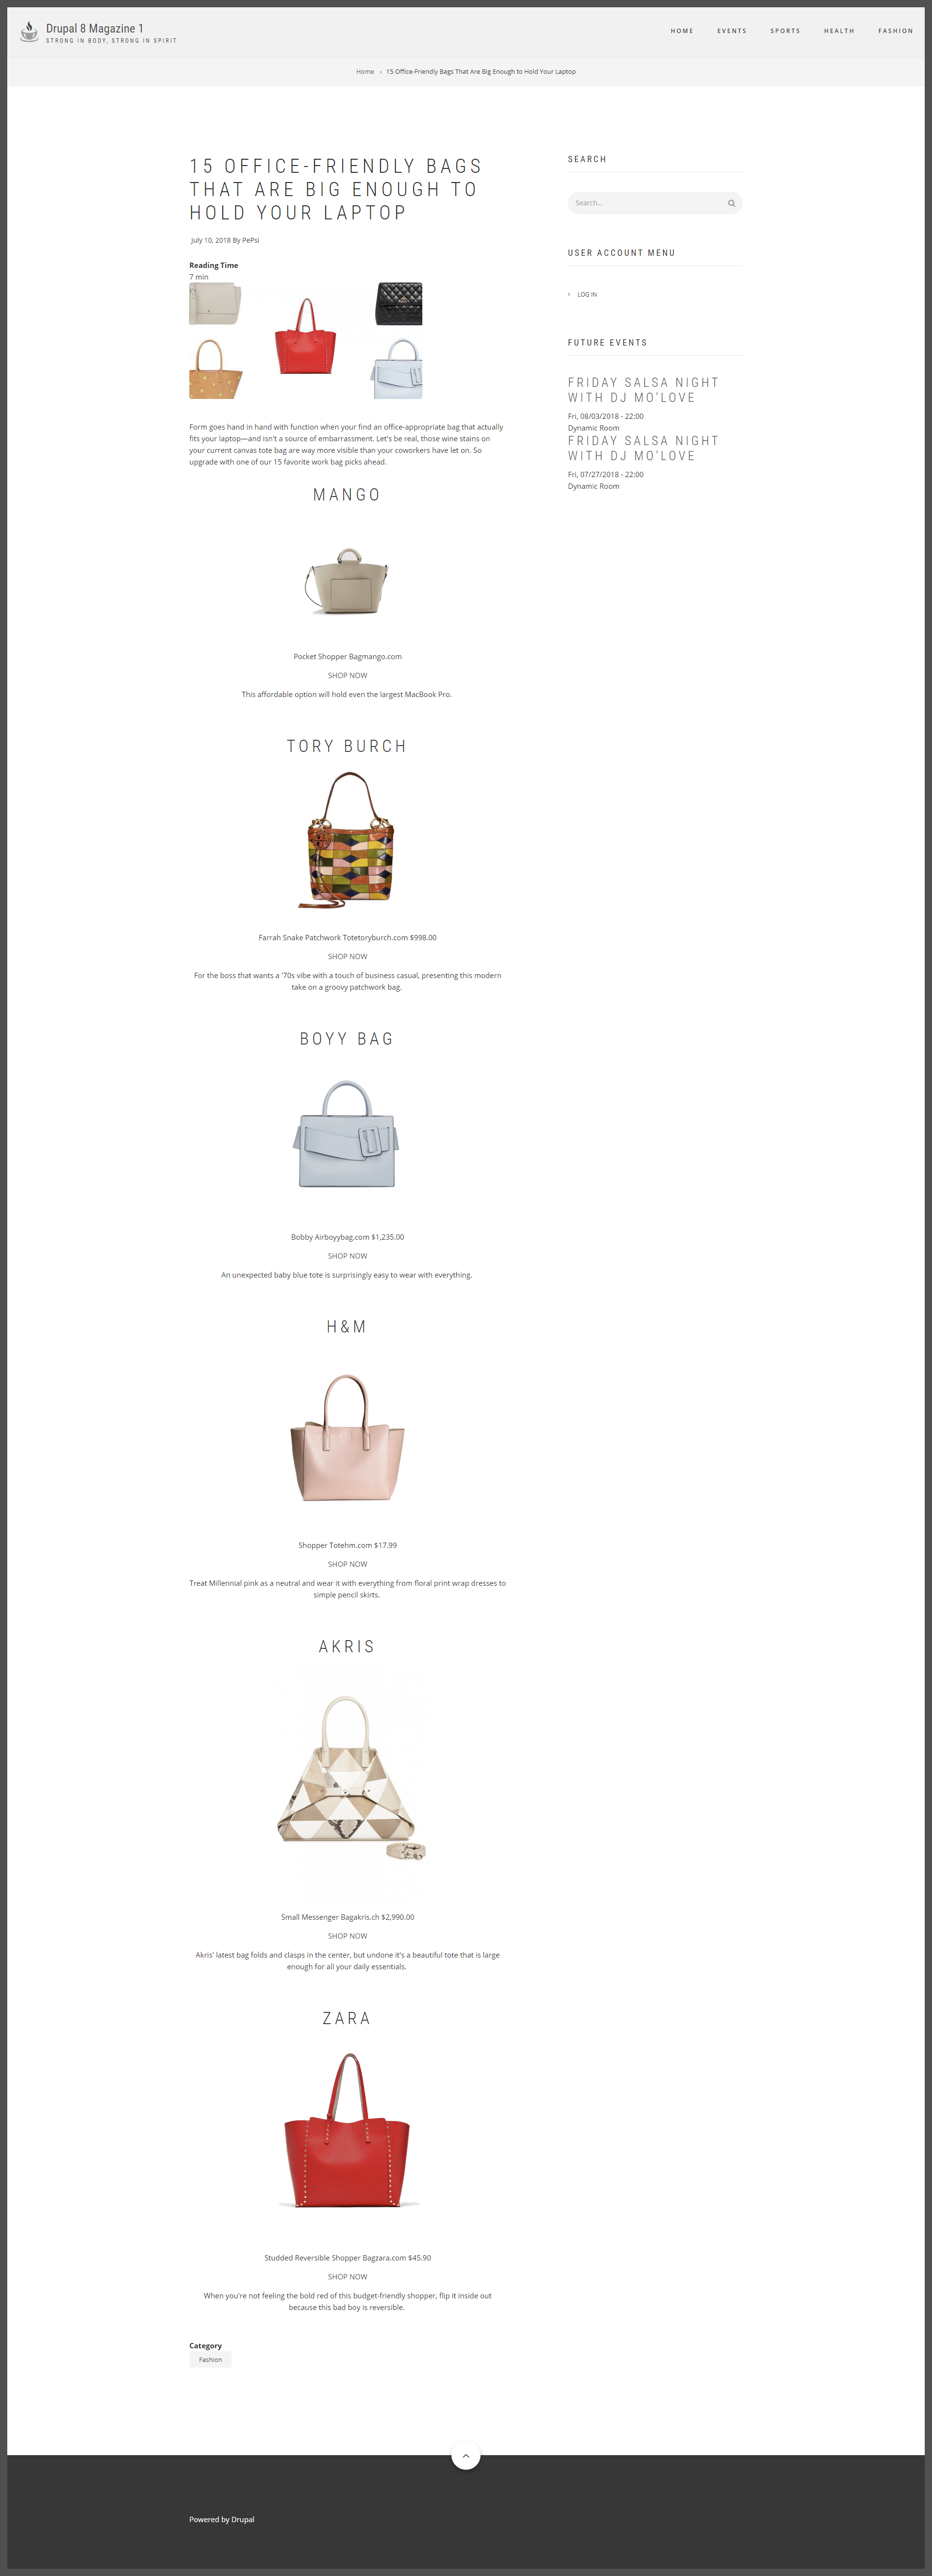 Drupal 8 Magazine 1
STRONG IN BODY, STRONG IN SPIRIT
HOME EVENTS SPORTS HEALTH FASHION
Home › 15 Office-Friendly Bags That Are Big Enough to Hold Your Laptop
15 OFFICE-FRIENDLY BAGS
THAT ARE BIG ENOUGH TO
HOLD YOUR LAPTOP
July 10, 2018 By PePsi
Reading Time
7 min
Form goes hand in hand with function when your find an office-appropriate bag that actually
fits your laptop—and isn't a source of embarrassment. Let's be real, those wine stains on
your current canvas tote bag are way more visible than your coworkers have let on. So
upgrade with one of our 15 favorite work bag picks ahead.
MANGO
Pocket Shopper Bagmango.com
SHOP NOW
This affordable option will hold even the largest MacBook Pro.
TORY BURCH
Farrah Snake Patchwork Totetoryburch.com $998.00
SHOP NOW
For the boss that wants a '70s vibe with a touch of business casual, presenting this modern
take on a groovy patchwork bag.
BOYY BAG
Bobby Airboyybag.com $1,235.00
SHOP NOW
An unexpected baby blue tote is surprisingly easy to wear with everything.
H&M
Shopper Totehm.com $17.99
SHOP NOW
Treat Millennial pink as a neutral and wear it with everything from floral print wrap dresses to
simple pencil skirts.
AKRIS
Small Messenger Bagakris.ch $2,990.00
SHOP NOW
Akris' latest bag folds and clasps in the center, but undone it's a beautiful tote that is large
enough for all your daily essentials.
ZARA
Studded Reversible Shopper Bagzara.com $45.90
SHOP NOW
When you're not feeling the bold red of this budget-friendly shopper, flip it inside out
because this bad boy is reversible.
Category
Fashion
SEARCH
Search...
USER ACCOUNT MENU
LOG IN
FUTURE EVENTS
FRIDAY SALSA NIGHT
WITH DJ MO'LOVE
Fri, 08/03/2018 - 22:00
Dynamic Room
FRIDAY SALSA NIGHT
WITH DJ MO'LOVE
Fri, 07/27/2018 - 22:00
Dynamic Room
Powered by Drupal